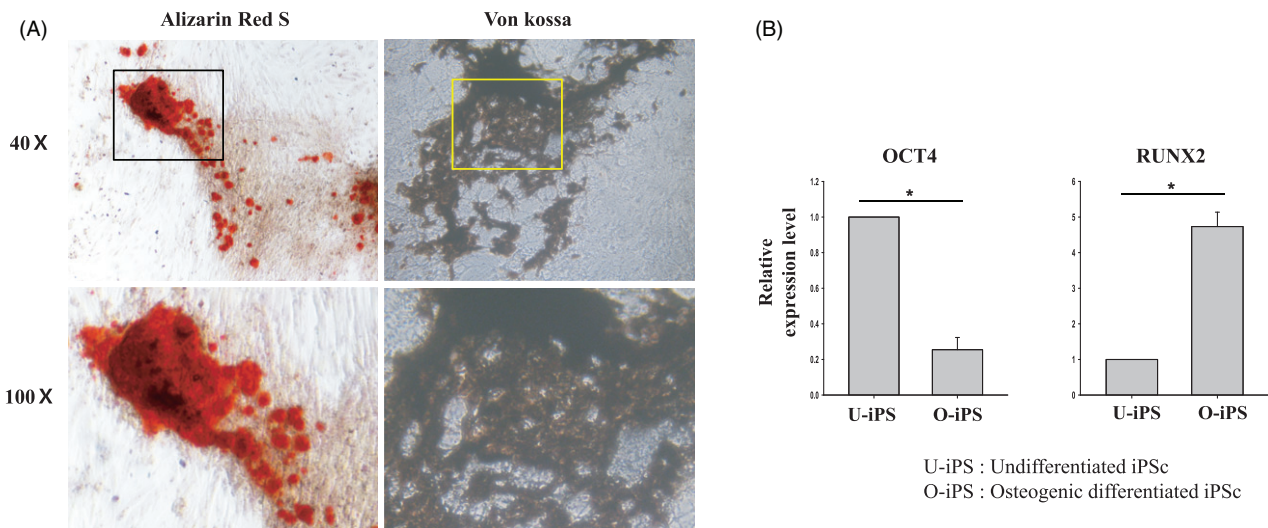 (A)
Alizarin Red S
Von kossa
40 X
100 X
(B)
OCT4
Relative
expression level
1.2
1.0
0.8
0.6
0.4
0.2
0.0
*
U-iPS
O-iPS
RUNX2
6
5
4
3
2
1
0
*
U-iPS
O-iPS
U-iPS : Undifferentiated iPSc
O-iPS : Osteogenic differentiated iPSc